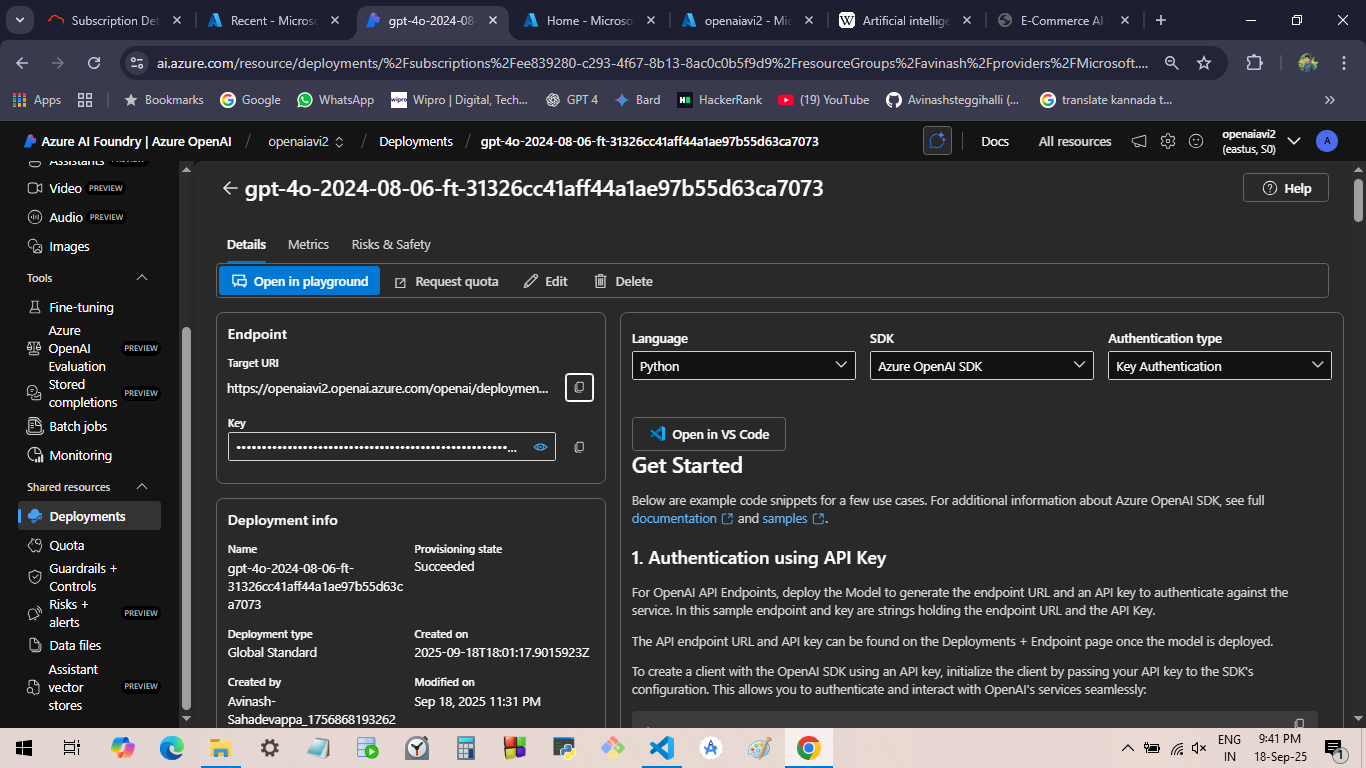 Subscription Det
Recent - Microso
gpt-4o-2024-08
Home - Microso
openaiavi2 - Mic
Artificial intellige
E-Commerce AI
ai.azure.com/resource/deployments/%2Fsubscriptions%2Fee839280-c293-4f67-8b13-8ac0c0b5f9d9%2FresourceGroups%2Favinash%2Fproviders%2FMicrosoft....
Apps
Bookmarks
Google
WhatsApp
wipro
Wipro | Digital, Tech...
GPT 4
Bard
HackerRank
(19) YouTube
Avinashsteggihalli (...
translate kannada t...
Azure AI Foundry | Azure OpenAI / openaiavi2 / Deployments / gpt-4o-2024-08-06-ft-31326cc41aff44a1ae97b55d63ca7073
Docs
All resources
openaiavi2
(eastus, S0)
A
Assistants PREVIEW
Video PREVIEW
Audio PREVIEW
Images
Tools
Fine-tuning
Azure
OpenAI PREVIEW
Evaluation
Stored
completions PREVIEW
Batch jobs
Monitoring
Shared resources
Deployments
Quota
Guardrails +
Controls
Risks +
alerts PREVIEW
Data files
Assistant
vector PREVIEW
stores
gpt-4o-2024-08-06-ft-31326cc41aff44a1ae97b55d63ca7073
Help
Details
Metrics
Risks & Safety
Open in playground
Request quota
Edit
Delete
Endpoint
Target URI
https://openaiavi2.openai.azure.com/openai/deploymen...
Key
••••••••••••••••••••••••••••••••••••••••••••••••••••...
Deployment info
Name
gpt-4o-2024-08-06-ft-
31326cc41aff44a1ae97b55d63c
a7073
Provisioning state
Succeeded
Deployment type
Global Standard
Created on
2025-09-18T18:01:17.9015923Z
Created by
Avinash-
Sahadevappa_1756868193262
Modified on
Sep 18, 2025 11:31 PM
Language
Python
SDK
Azure OpenAI SDK
Authentication type
Key Authentication
Open in VS Code
Get Started
Below are example code snippets for a few use cases. For additional information about Azure OpenAI SDK, see full
documentation and samples .
1. Authentication using API Key
For OpenAI API Endpoints, deploy the Model to generate the endpoint URL and an API key to authenticate against the
service. In this sample endpoint and key are strings holding the endpoint URL and the API Key.
The API endpoint URL and API key can be found on the Deployments + Endpoint page once the model is deployed.
To create a client with the OpenAI SDK using an API key, initialize the client by passing your API key to the SDK's
configuration. This allows you to authenticate and interact with OpenAI's services seamlessly:
ENG
IN
9:41 PM
18-Sep-25
1